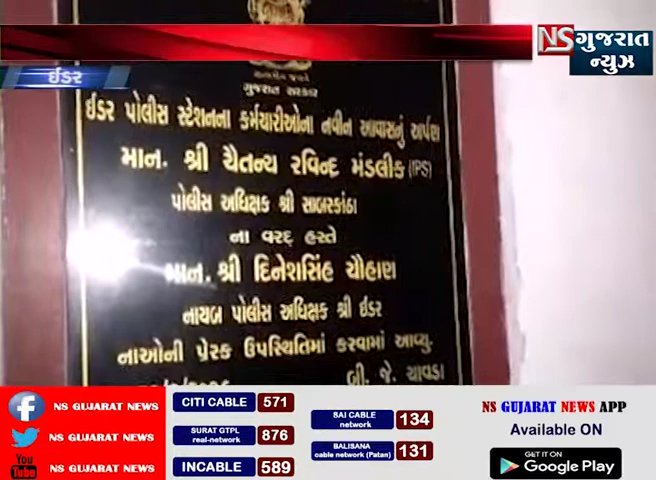 NS ગુજરાત
ન્યુઝ
ઈડર
ગુજરાત સરકાર
ઈડર પોલીસ સ્ટેશનના કર્મચારીઓના નવીન આવાસનું અર્પણ
માન. શ્રી ચૈતન્ય રવિન્દ્ર મંડલીક (IPS)
પોલીસ અધિક્ષક શ્રી સાબરકાંઠા
ના વરદ્ હસ્તે
માન. શ્રી દિનેશસિંહ ચૌહાણ
નાયબ પોલીસ અધિક્ષક શ્રી ઈડર
નાઓની પ્રેરક ઉપસ્થિતિમાં કરવામાં આવ્યુ.
બી. જે. ચાવડા
NS GUJARAT NEWS
NS GUJARAT NEWS
You Tube NS GUJARAT NEWS
CITI CABLE 571
SURAT GTPL
real-network 876
INCABLE 589
SAI CABLE
network 134
BALISANA
cable network (Patan) 131
NS GUJARAT NEWS APP
Available ON
GET IT ON
Google Play